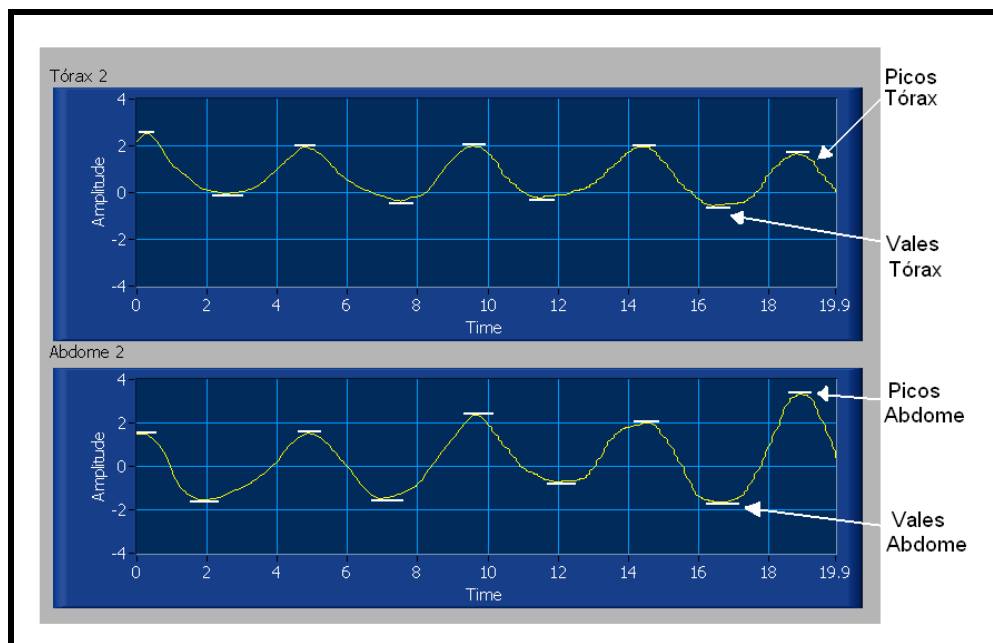 Tórax 2
4
2
0
-2
-4
Amplitude
0 2 4 6 8 10 12 14 16 18 19.9
Time
Picos
Tórax
Vales
Tórax
Abdome 2
4
2
0
-2
-4
Amplitude
0 2 4 6 8 10 12 14 16 18 19.9
Time
Picos
Abdome
Vales
Abdome